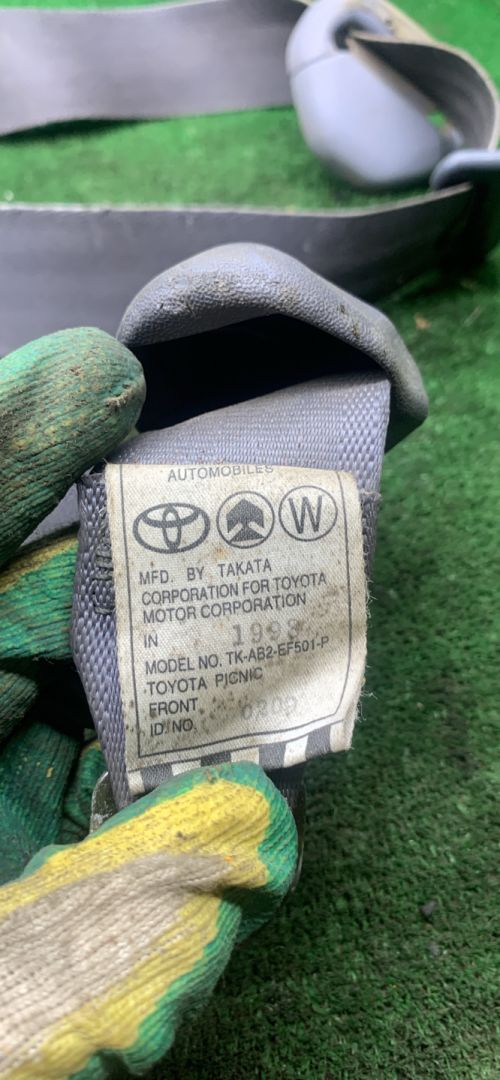 AUTOMOBILES
W
MFD. BY TAKATA
CORPORATION FOR TOYOTA
MOTOR CORPORATION
IN 1998
MODEL NO. TK-AB2-EF501-P
TOYOTA PICNIC
FRONT
ID.NO.